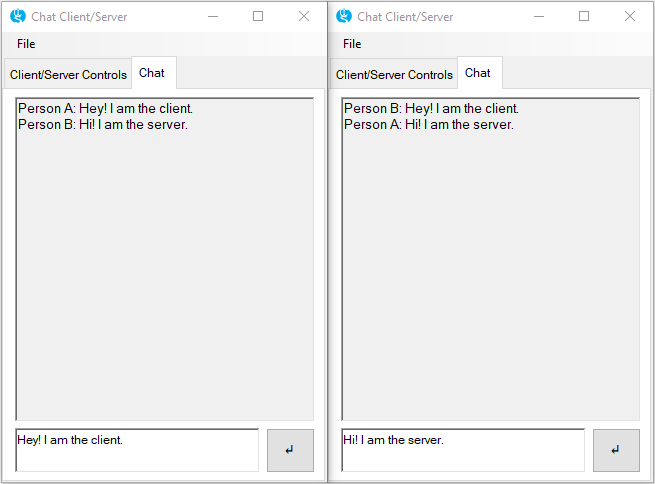 Chat Client/Server
File
Client/Server Controls
Chat
Person A: Hey! I am the client.
Person B: Hi! I am the server.
Hey! I am the client.
Chat Client/Server
File
Client/Server Controls
Chat
Person B: Hey! I am the client.
Person A: Hi! I am the server.
Hi! I am the server.